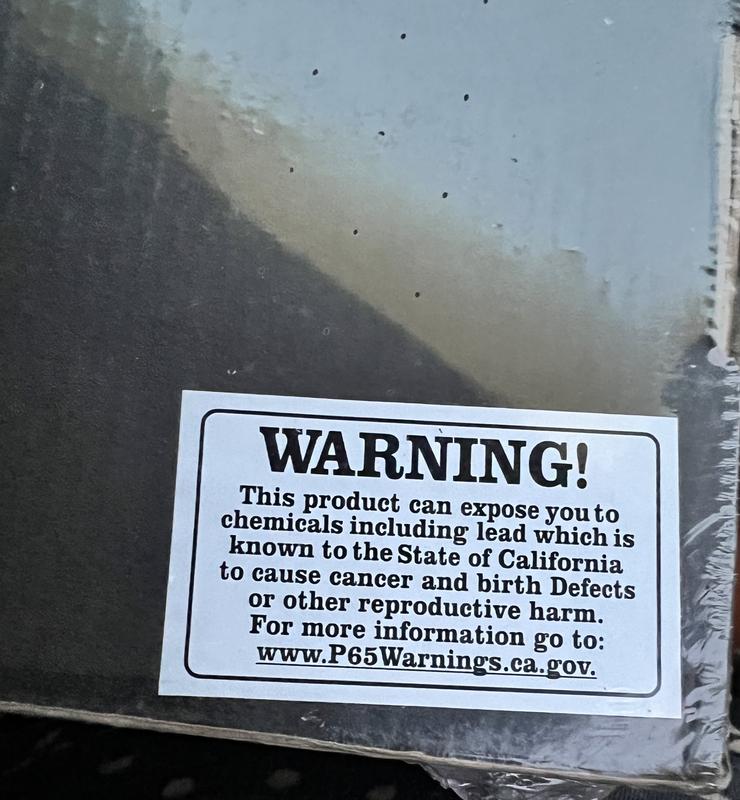 WARNING!
This product can expose you to
chemicals including lead which is
known to the State of California
to cause cancer and birth Defects
or other reproductive harm.
For more information go to:
www.P65Warnings.ca.gov.